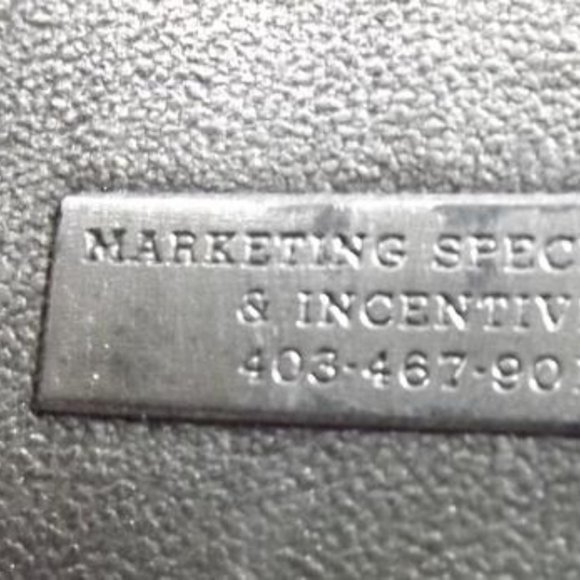 MARKETING SPEC
& INCENTIV
403-467-90